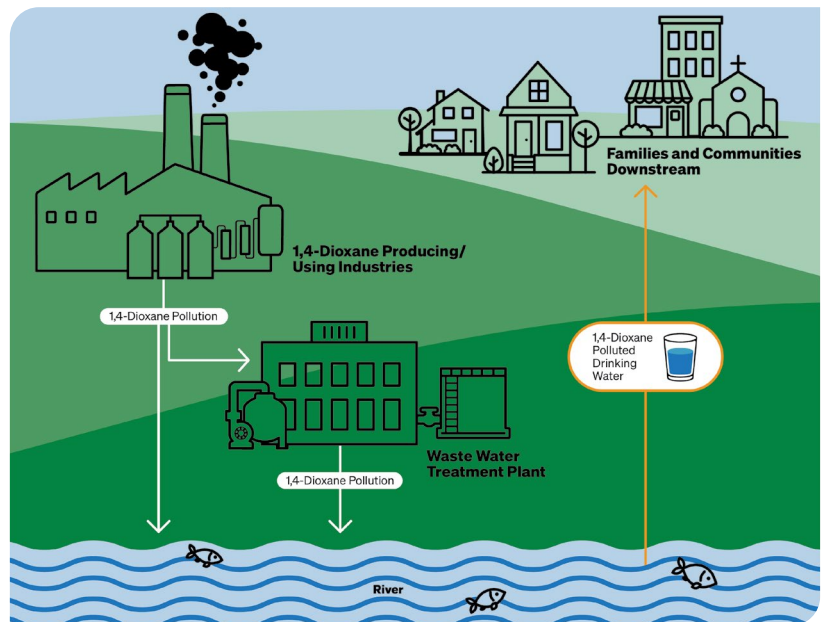 Families and Communities
Downstream
1,4-Dioxane Producing/
Using Industries
1,4-Dioxane Pollution
1,4-Dioxane
Polluted
Drinking
Water
Waste Water
Treatment Plant
1,4-Dioxane Pollution
River